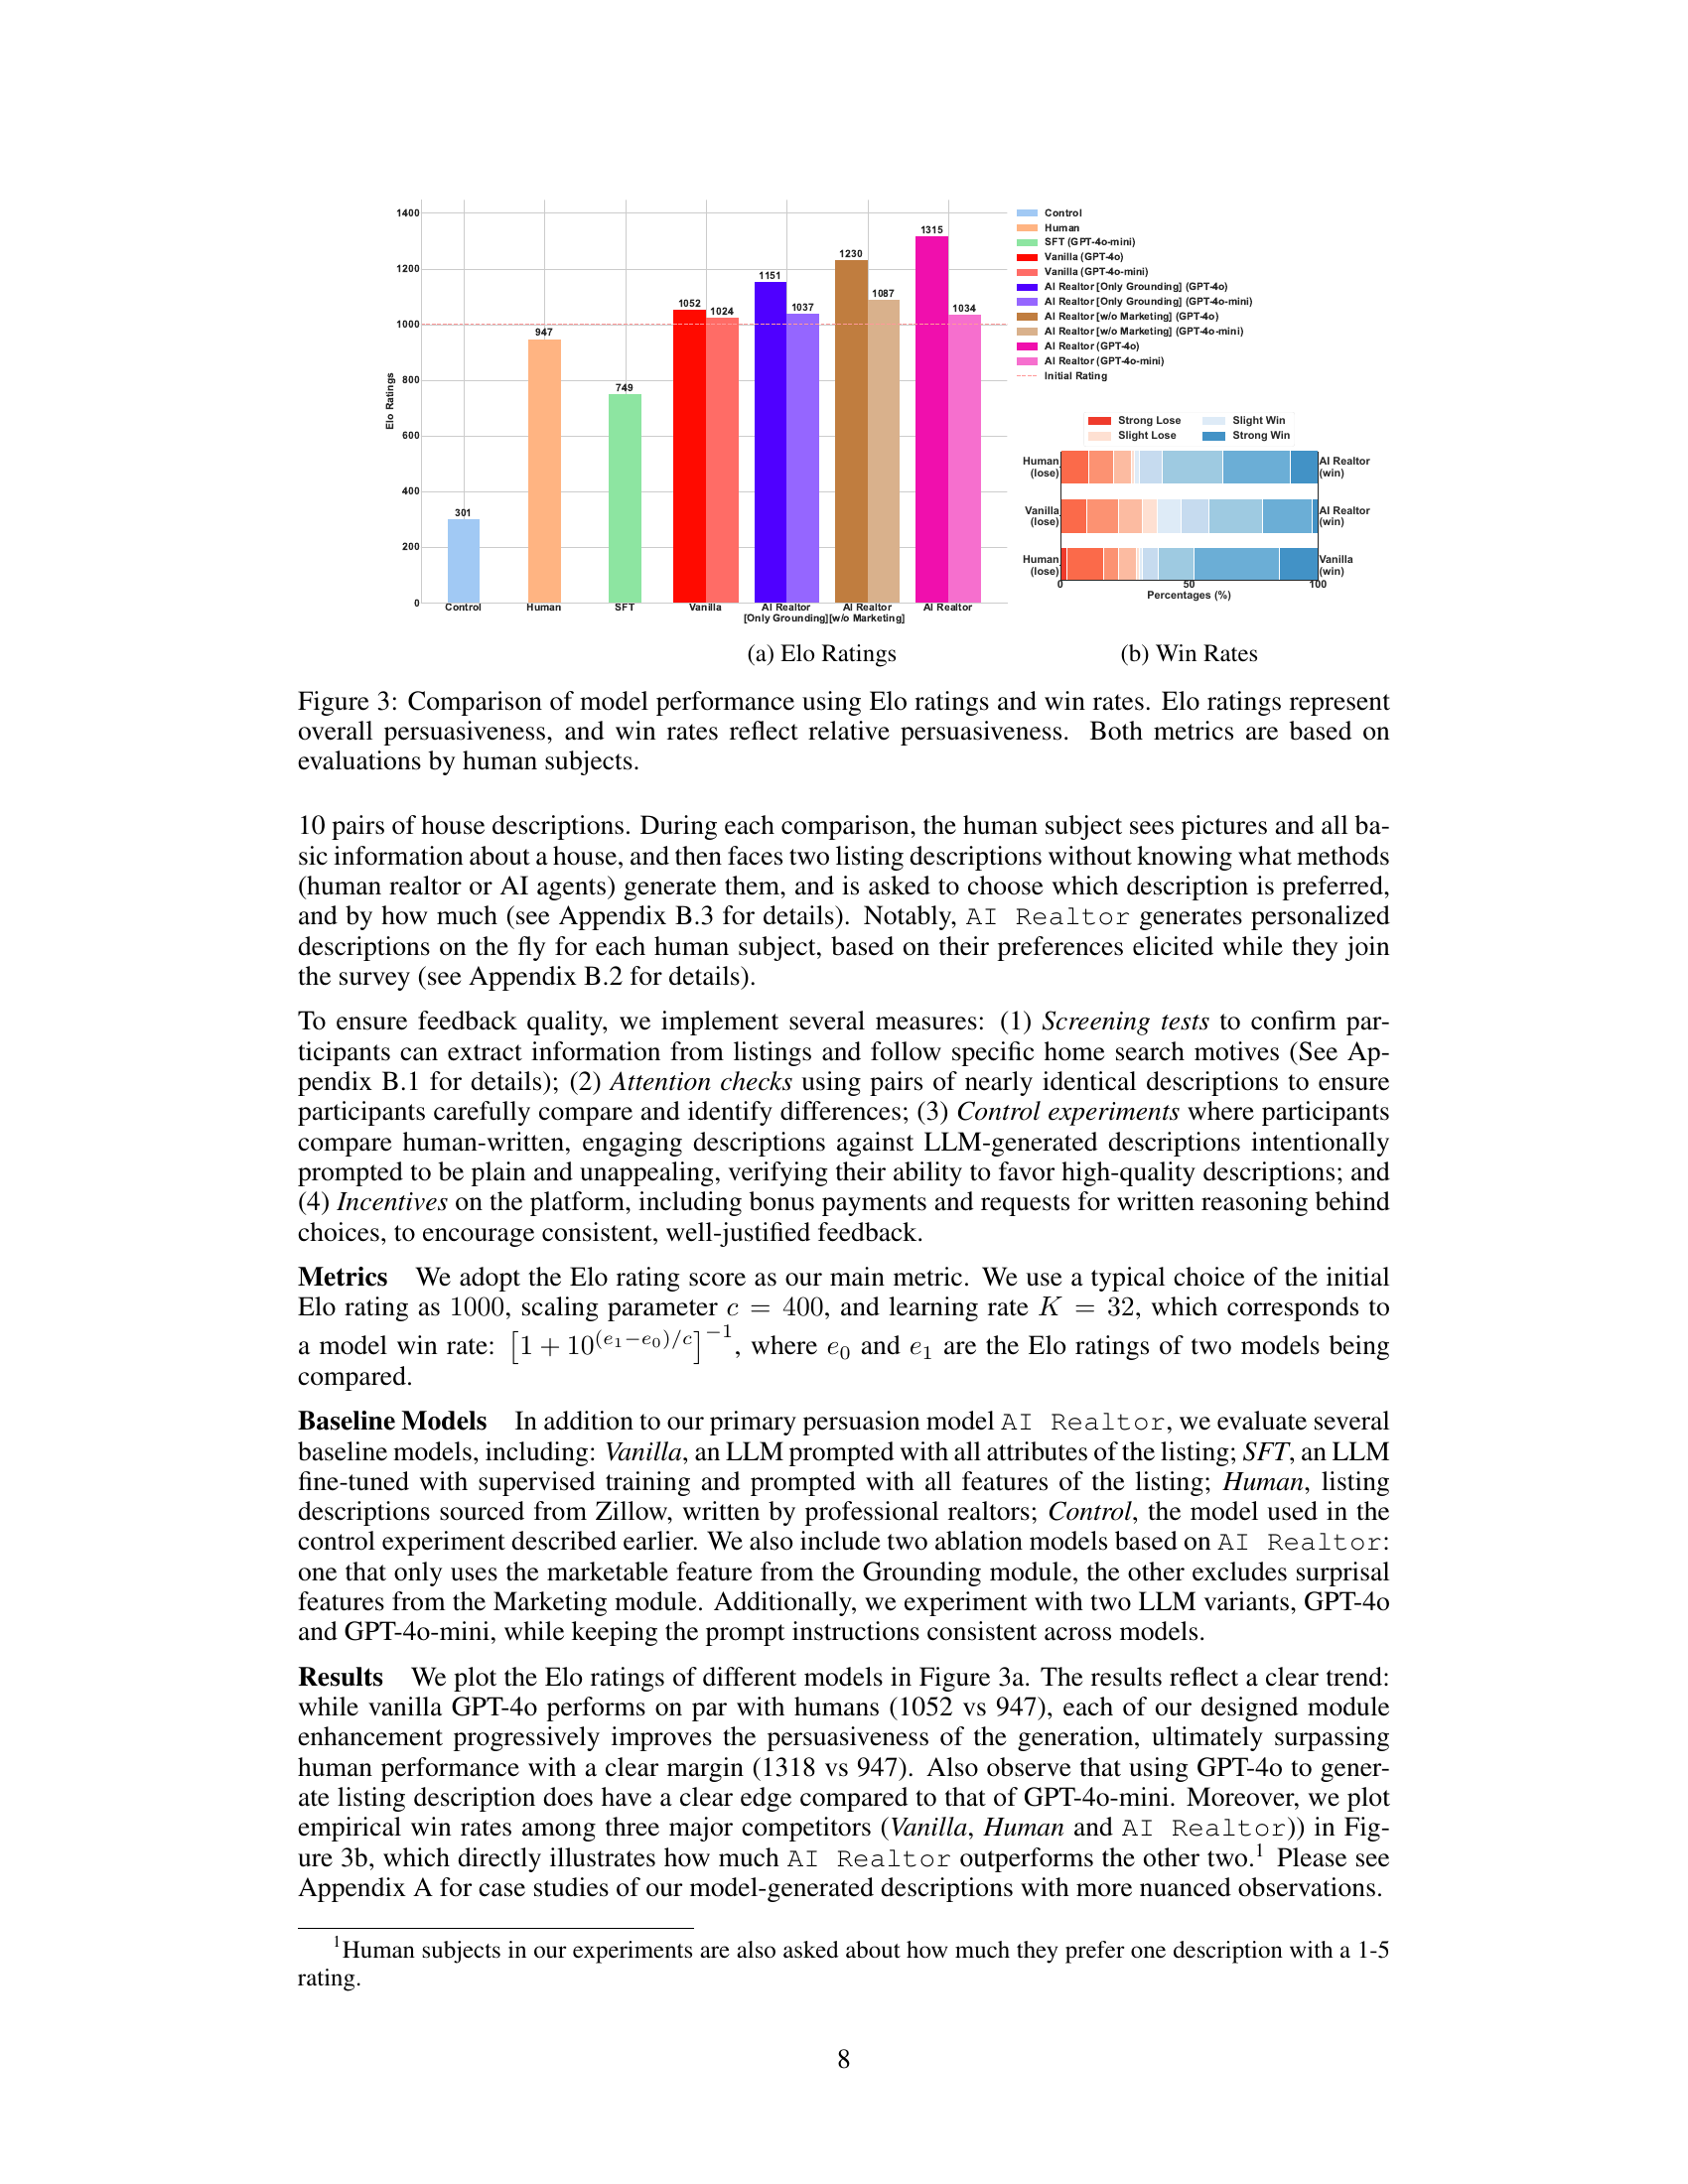 1400
1200
1000
800
600
400
200
0
Elo Ratings
301
947
749
1052
1024
1151
1037
1230
1087
1315
1034
Control
Human
SFT
Vanilla
AI Realtor
[Only Grounding]
AI Realtor
[w/o Marketing]
AI Realtor
Control
Human
SFT (GPT-4o-mini)
Vanilla (GPT-4o)
Vanilla (GPT-4o-mini)
AI Realtor [Only Grounding] (GPT-4o)
AI Realtor [Only Grounding] (GPT-4o-mini)
AI Realtor [w/o Marketing] (GPT-4o)
AI Realtor [w/o Marketing] (GPT-4o-mini)
AI Realtor (GPT-4o)
AI Realtor (GPT-4o-mini)
Initial Rating
Strong Lose
Slight Win
Slight Lose
Strong Win
Human
(lose)
AI Realtor
(win)
Vanilla
(lose)
AI Realtor
(win)
Human
(lose)
Vanilla
(win)
0
50
100
Percentages (%)
(a) Elo Ratings
(b) Win Rates
Figure 3: Comparison of model performance using Elo ratings and win rates. Elo ratings represent
overall persuasiveness, and win rates reflect relative persuasiveness. Both metrics are based on
evaluations by human subjects.
10 pairs of house descriptions. During each comparison, the human subject sees pictures and all ba-
sic information about a house, and then faces two listing descriptions without knowing what methods
(human realtor or AI agents) generate them, and is asked to choose which description is preferred,
and by how much (see Appendix B.3 for details). Notably, AI Realtor generates personalized
descriptions on the fly for each human subject, based on their preferences elicited while they join
the survey (see Appendix B.2 for details).
To ensure feedback quality, we implement several measures: (1) Screening tests to confirm par-
ticipants can extract information from listings and follow specific home search motives (See Ap-
pendix B.1 for details); (2) Attention checks using pairs of nearly identical descriptions to ensure
participants carefully compare and identify differences; (3) Control experiments where participants
compare human-written, engaging descriptions against LLM-generated descriptions intentionally
prompted to be plain and unappealing, verifying their ability to favor high-quality descriptions; and
(4) Incentives on the platform, including bonus payments and requests for written reasoning behind
choices, to encourage consistent, well-justified feedback.
Metrics We adopt the Elo rating score as our main metric. We use a typical choice of the initial
Elo rating as 1000, scaling parameter c = 400, and learning rate K = 32, which corresponds to
a model win rate: [1 + 10^{(e_1−e_0)/c}]^{−1}, where e_0 and e_1 are the Elo ratings of two models being
compared.
Baseline Models In addition to our primary persuasion model AI Realtor, we evaluate several
baseline models, including: Vanilla, an LLM prompted with all attributes of the listing; SFT, an LLM
fine-tuned with supervised training and prompted with all features of the listing; Human, listing
descriptions sourced from Zillow, written by professional realtors; Control, the model used in the
control experiment described earlier. We also include two ablation models based on AI Realtor:
one that only uses the marketable feature from the Grounding module, the other excludes surprisal
features from the Marketing module. Additionally, we experiment with two LLM variants, GPT-4o
and GPT-4o-mini, while keeping the prompt instructions consistent across models.
Results We plot the Elo ratings of different models in Figure 3a. The results reflect a clear trend:
while vanilla GPT-4o performs on par with humans (1052 vs 947), each of our designed module
enhancement progressively improves the persuasiveness of the generation, ultimately surpassing
human performance with a clear margin (1318 vs 947). Also observe that using GPT-4o to gener-
ate listing description does have a clear edge compared to that of GPT-4o-mini. Moreover, we plot
empirical win rates among three major competitors (Vanilla, Human and AI Realtor)) in Fig-
ure 3b, which directly illustrates how much AI Realtor outperforms the other two.1 Please see
Appendix A for case studies of our model-generated descriptions with more nuanced observations.
1Human subjects in our experiments are also asked about how much they prefer one description with a 1-5
rating.
8